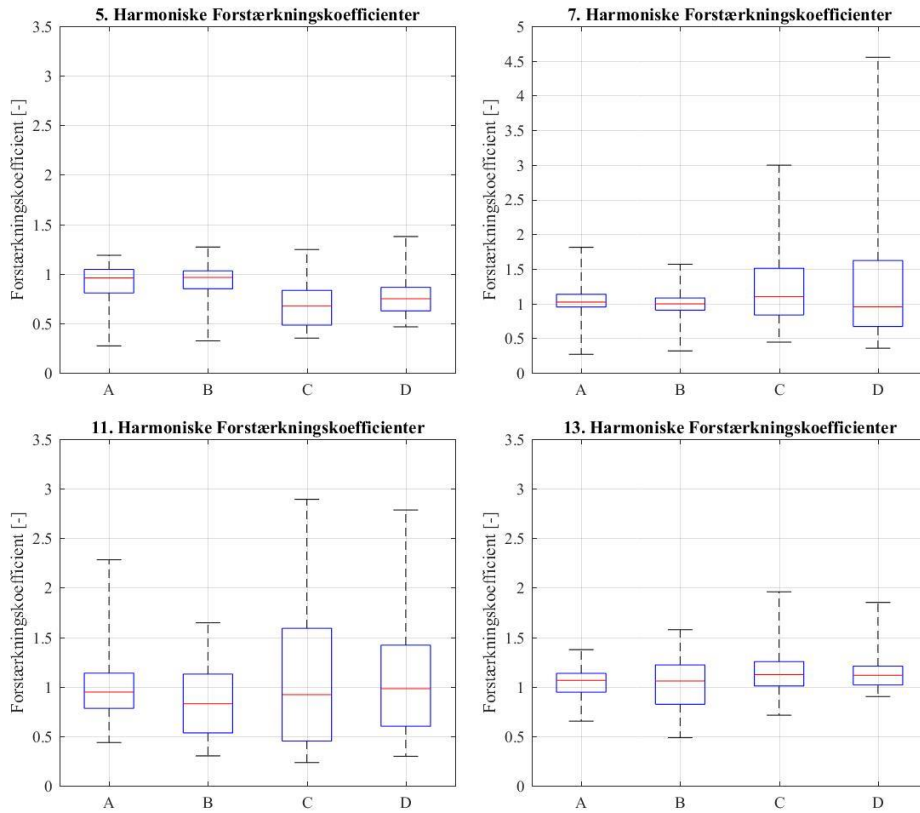 5. Harmoniske Forstærkningskoefficienter
Forstærkningskoefficient [-]
3.5
3
2.5
2
1.5
1
0.5
0
A B C D
7. Harmoniske Forstærkningskoefficienter
Forstærkningskoefficient [-]
5
4.5
4
3.5
3
2.5
2
1.5
1
0.5
0
A B C D
11. Harmoniske Forstærkningskoefficienter
Forstærkningskoefficient [-]
3.5
3
2.5
2
1.5
1
0.5
0
A B C D
13. Harmoniske Forstærkningskoefficienter
Forstærkningskoefficient [-]
3.5
3
2.5
2
1.5
1
0.5
0
A B C D